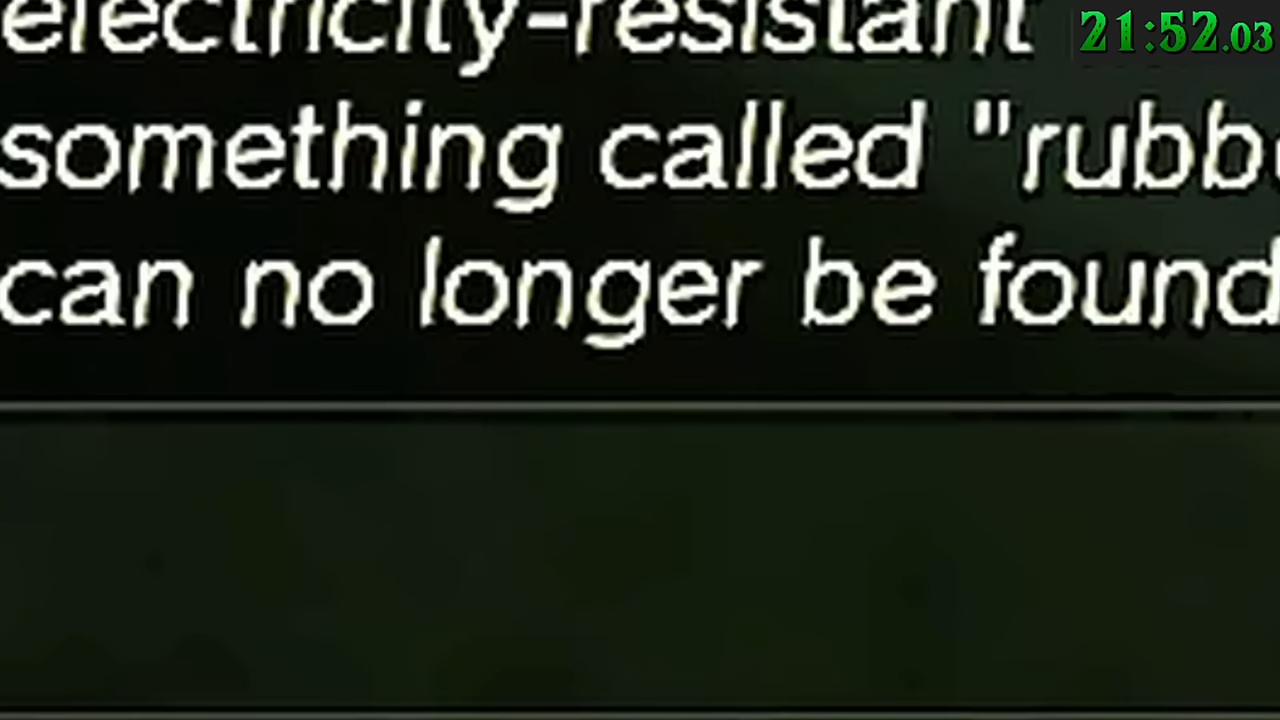 electricity-resistant
21:52.03
something called "rubb
can no longer be found